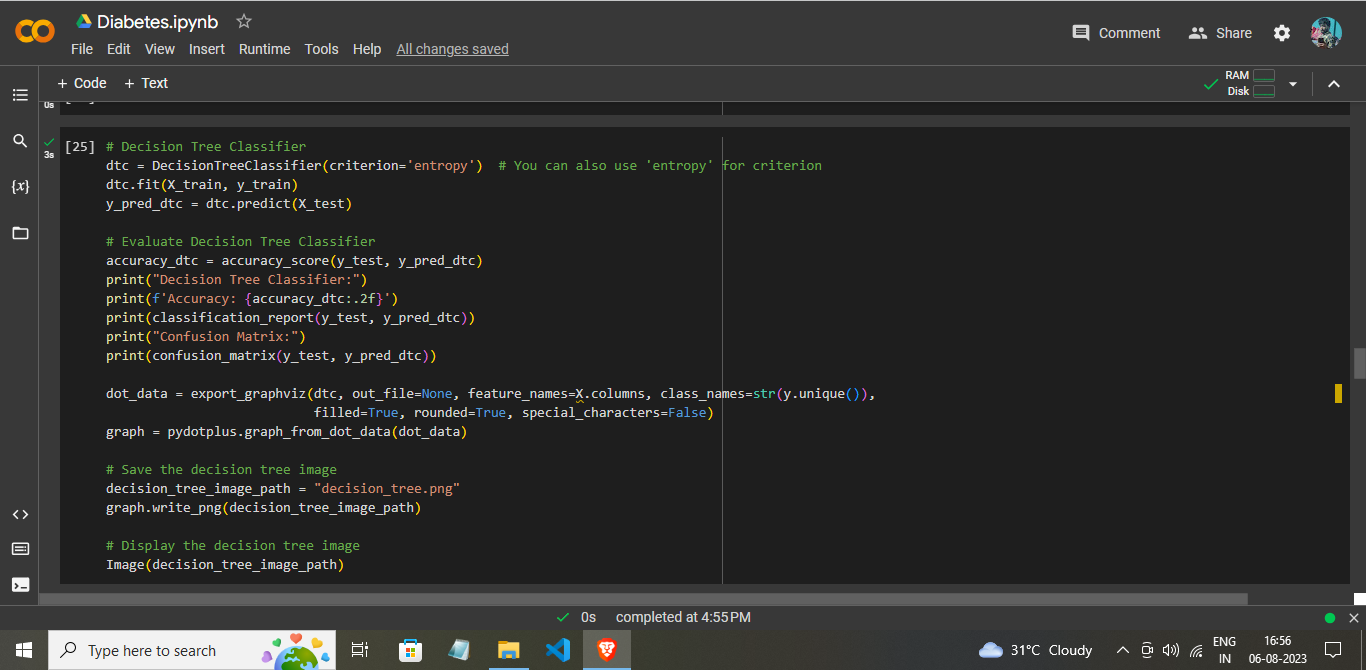 Diabetes.ipynb
File Edit View Insert Runtime Tools Help All changes saved
Comment Share
+ Code + Text
RAM
Disk
0s
3s
[25] # Decision Tree Classifier
dtc = DecisionTreeClassifier(criterion='entropy')  # You can also use 'entropy' for criterion
dtc.fit(X_train, y_train)
y_pred_dtc = dtc.predict(X_test)
# Evaluate Decision Tree Classifier
accuracy_dtc = accuracy_score(y_test, y_pred_dtc)
print("Decision Tree Classifier:")
print(f'Accuracy: {accuracy_dtc:.2f}')
print(classification_report(y_test, y_pred_dtc))
print("Confusion Matrix:")
print(confusion_matrix(y_test, y_pred_dtc))
dot_data = export_graphviz(dtc, out_file=None, feature_names=X.columns, class_names=str(y.unique()),
filled=True, rounded=True, special_characters=False)
graph = pydotplus.graph_from_dot_data(dot_data)
# Save the decision tree image
decision_tree_image_path = "decision_tree.png"
graph.write_png(decision_tree_image_path)
# Display the decision tree image
Image(decision_tree_image_path)
{x}
0s completed at 4:55 PM
Type here to search
31°C Cloudy
ENG
IN
16:56
06-08-2023